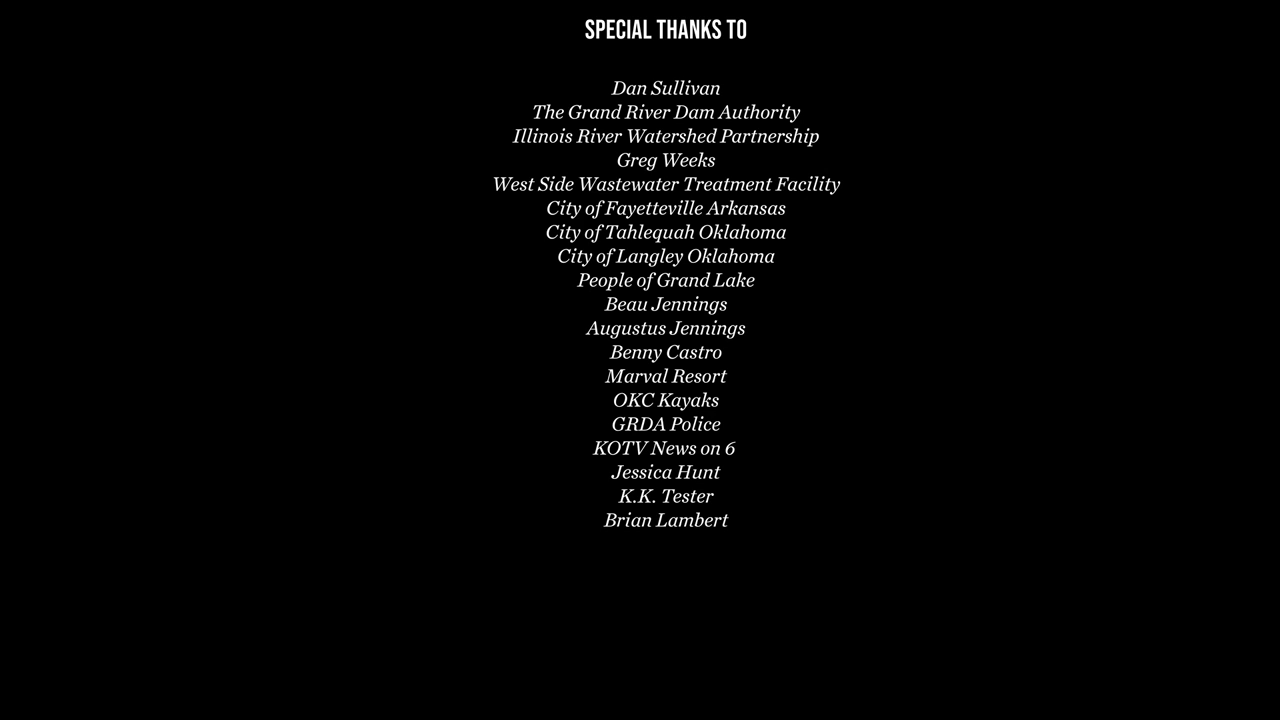 SPECIAL THANKS TO
Dan Sullivan
The Grand River Dam Authority
Illinois River Watershed Partnership
Greg Weeks
West Side Wastewater Treatment Facility
City of Fayetteville Arkansas
City of Tahlequah Oklahoma
City of Langley Oklahoma
People of Grand Lake
Beau Jennings
Augustus Jennings
Benny Castro
Marval Resort
OKC Kayaks
GRDA Police
KOTV News on 6
Jessica Hunt
K.K. Tester
Brian Lambert